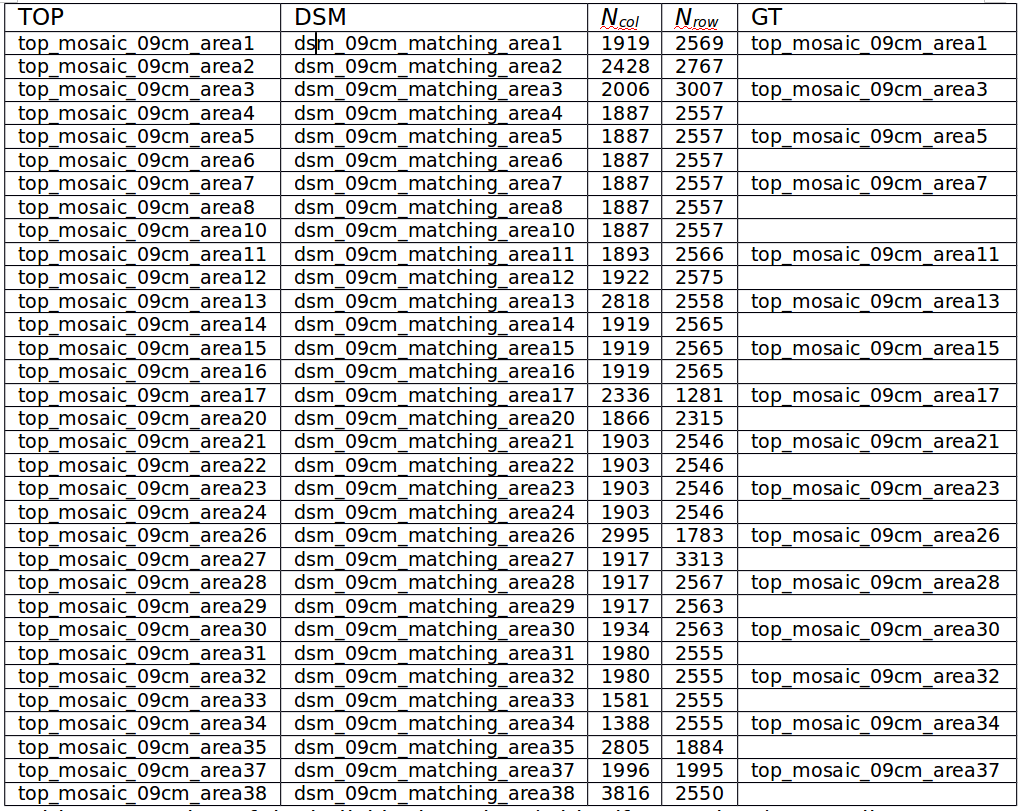 TOP DSM Ncol Nrow GT
top_mosaic_09cm_area1 dsm_09cm_matching_area1 1919 2569 top_mosaic_09cm_area1
top_mosaic_09cm_area2 dsm_09cm_matching_area2 2428 2767
top_mosaic_09cm_area3 dsm_09cm_matching_area3 2006 3007 top_mosaic_09cm_area3
top_mosaic_09cm_area4 dsm_09cm_matching_area4 1887 2557
top_mosaic_09cm_area5 dsm_09cm_matching_area5 1887 2557 top_mosaic_09cm_area5
top_mosaic_09cm_area6 dsm_09cm_matching_area6 1887 2557
top_mosaic_09cm_area7 dsm_09cm_matching_area7 1887 2557 top_mosaic_09cm_area7
top_mosaic_09cm_area8 dsm_09cm_matching_area8 1887 2557
top_mosaic_09cm_area10 dsm_09cm_matching_area10 1887 2557
top_mosaic_09cm_area11 dsm_09cm_matching_area11 1893 2566 top_mosaic_09cm_area11
top_mosaic_09cm_area12 dsm_09cm_matching_area12 1922 2575
top_mosaic_09cm_area13 dsm_09cm_matching_area13 2818 2558 top_mosaic_09cm_area13
top_mosaic_09cm_area14 dsm_09cm_matching_area14 1919 2565
top_mosaic_09cm_area15 dsm_09cm_matching_area15 1919 2565 top_mosaic_09cm_area15
top_mosaic_09cm_area16 dsm_09cm_matching_area16 1919 2565
top_mosaic_09cm_area17 dsm_09cm_matching_area17 2336 1281 top_mosaic_09cm_area17
top_mosaic_09cm_area20 dsm_09cm_matching_area20 1866 2315
top_mosaic_09cm_area21 dsm_09cm_matching_area21 1903 2546 top_mosaic_09cm_area21
top_mosaic_09cm_area22 dsm_09cm_matching_area22 1903 2546
top_mosaic_09cm_area23 dsm_09cm_matching_area23 1903 2546 top_mosaic_09cm_area23
top_mosaic_09cm_area24 dsm_09cm_matching_area24 1903 2546
top_mosaic_09cm_area26 dsm_09cm_matching_area26 2995 1783 top_mosaic_09cm_area26
top_mosaic_09cm_area27 dsm_09cm_matching_area27 1917 3313
top_mosaic_09cm_area28 dsm_09cm_matching_area28 1917 2567 top_mosaic_09cm_area28
top_mosaic_09cm_area29 dsm_09cm_matching_area29 1917 2563
top_mosaic_09cm_area30 dsm_09cm_matching_area30 1934 2563 top_mosaic_09cm_area30
top_mosaic_09cm_area31 dsm_09cm_matching_area31 1980 2555
top_mosaic_09cm_area32 dsm_09cm_matching_area32 1980 2555 top_mosaic_09cm_area32
top_mosaic_09cm_area33 dsm_09cm_matching_area33 1581 2555
top_mosaic_09cm_area34 dsm_09cm_matching_area34 1388 2555 top_mosaic_09cm_area34
top_mosaic_09cm_area35 dsm_09cm_matching_area35 2805 1884
top_mosaic_09cm_area37 dsm_09cm_matching_area37 1996 1995 top_mosaic_09cm_area37
top_mosaic_09cm_area38 dsm_09cm_matching_area38 3816 2550